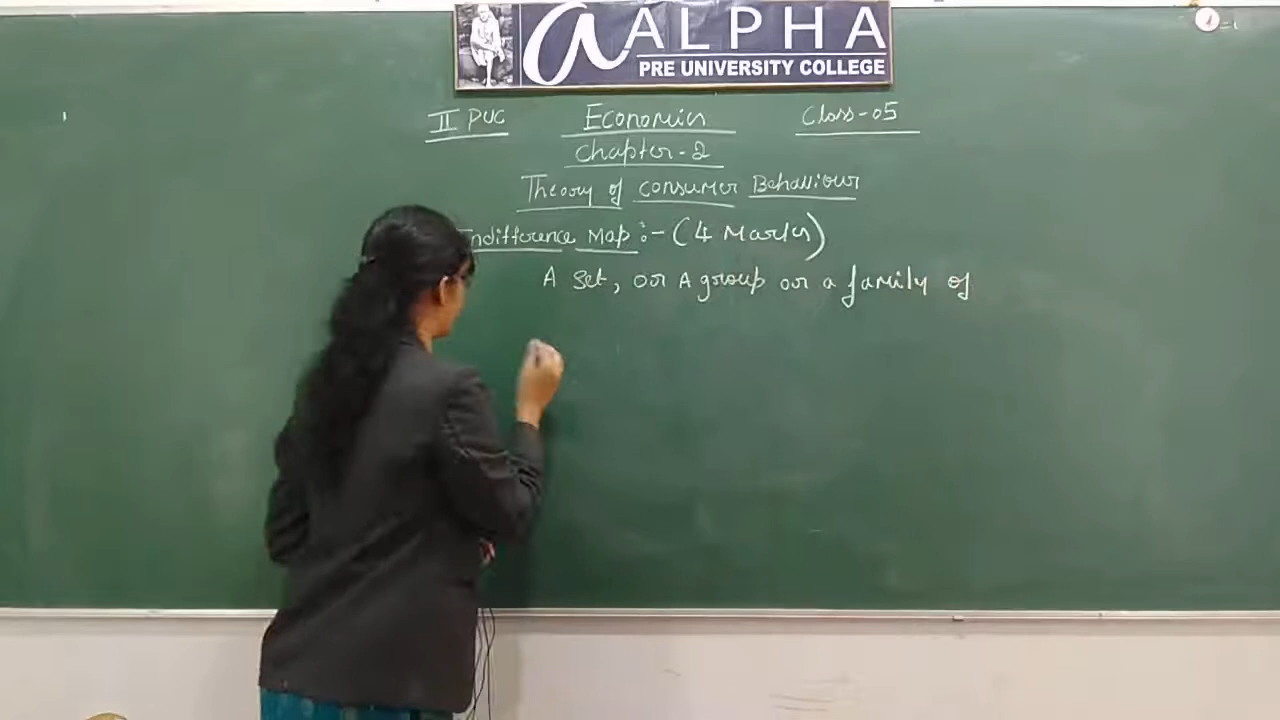 a ALPHA
PRE UNIVERSITY COLLEGE
II PUC Economics Class-05
Chapter-2
Theory of consumer Behaviour
Indifference Map :- (4 Marks)
A set, or A group or a family of